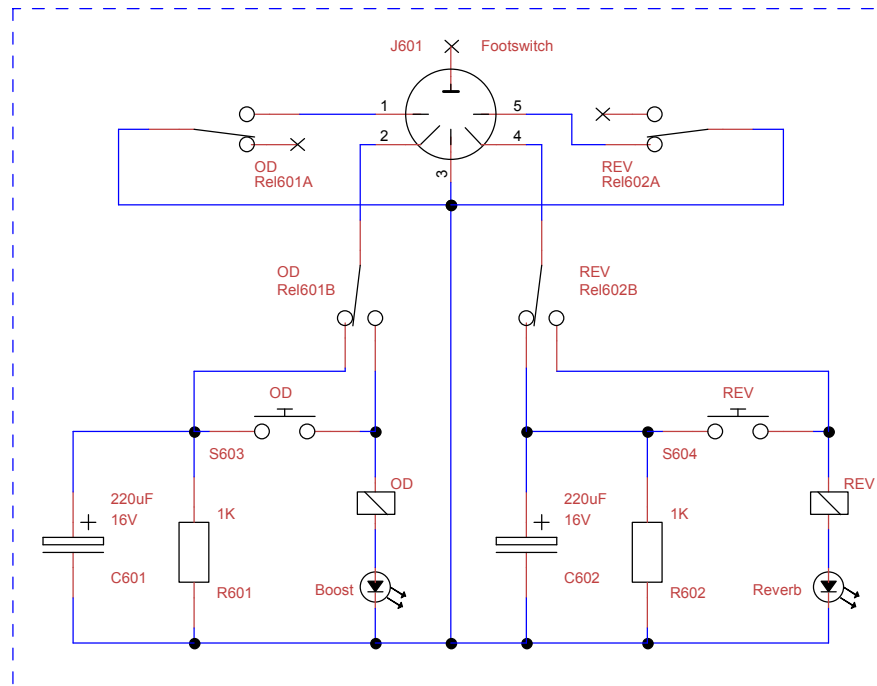 J601 Footswitch
1 5
2 4
3
OD
Rel601A
REV
Rel602A
OD
Rel601B
REV
Rel602B
OD
S603
REV
S604
OD
REV
220uF
16V
C601
1K
R601
Boost
220uF
16V
C602
1K
R602
Reverb